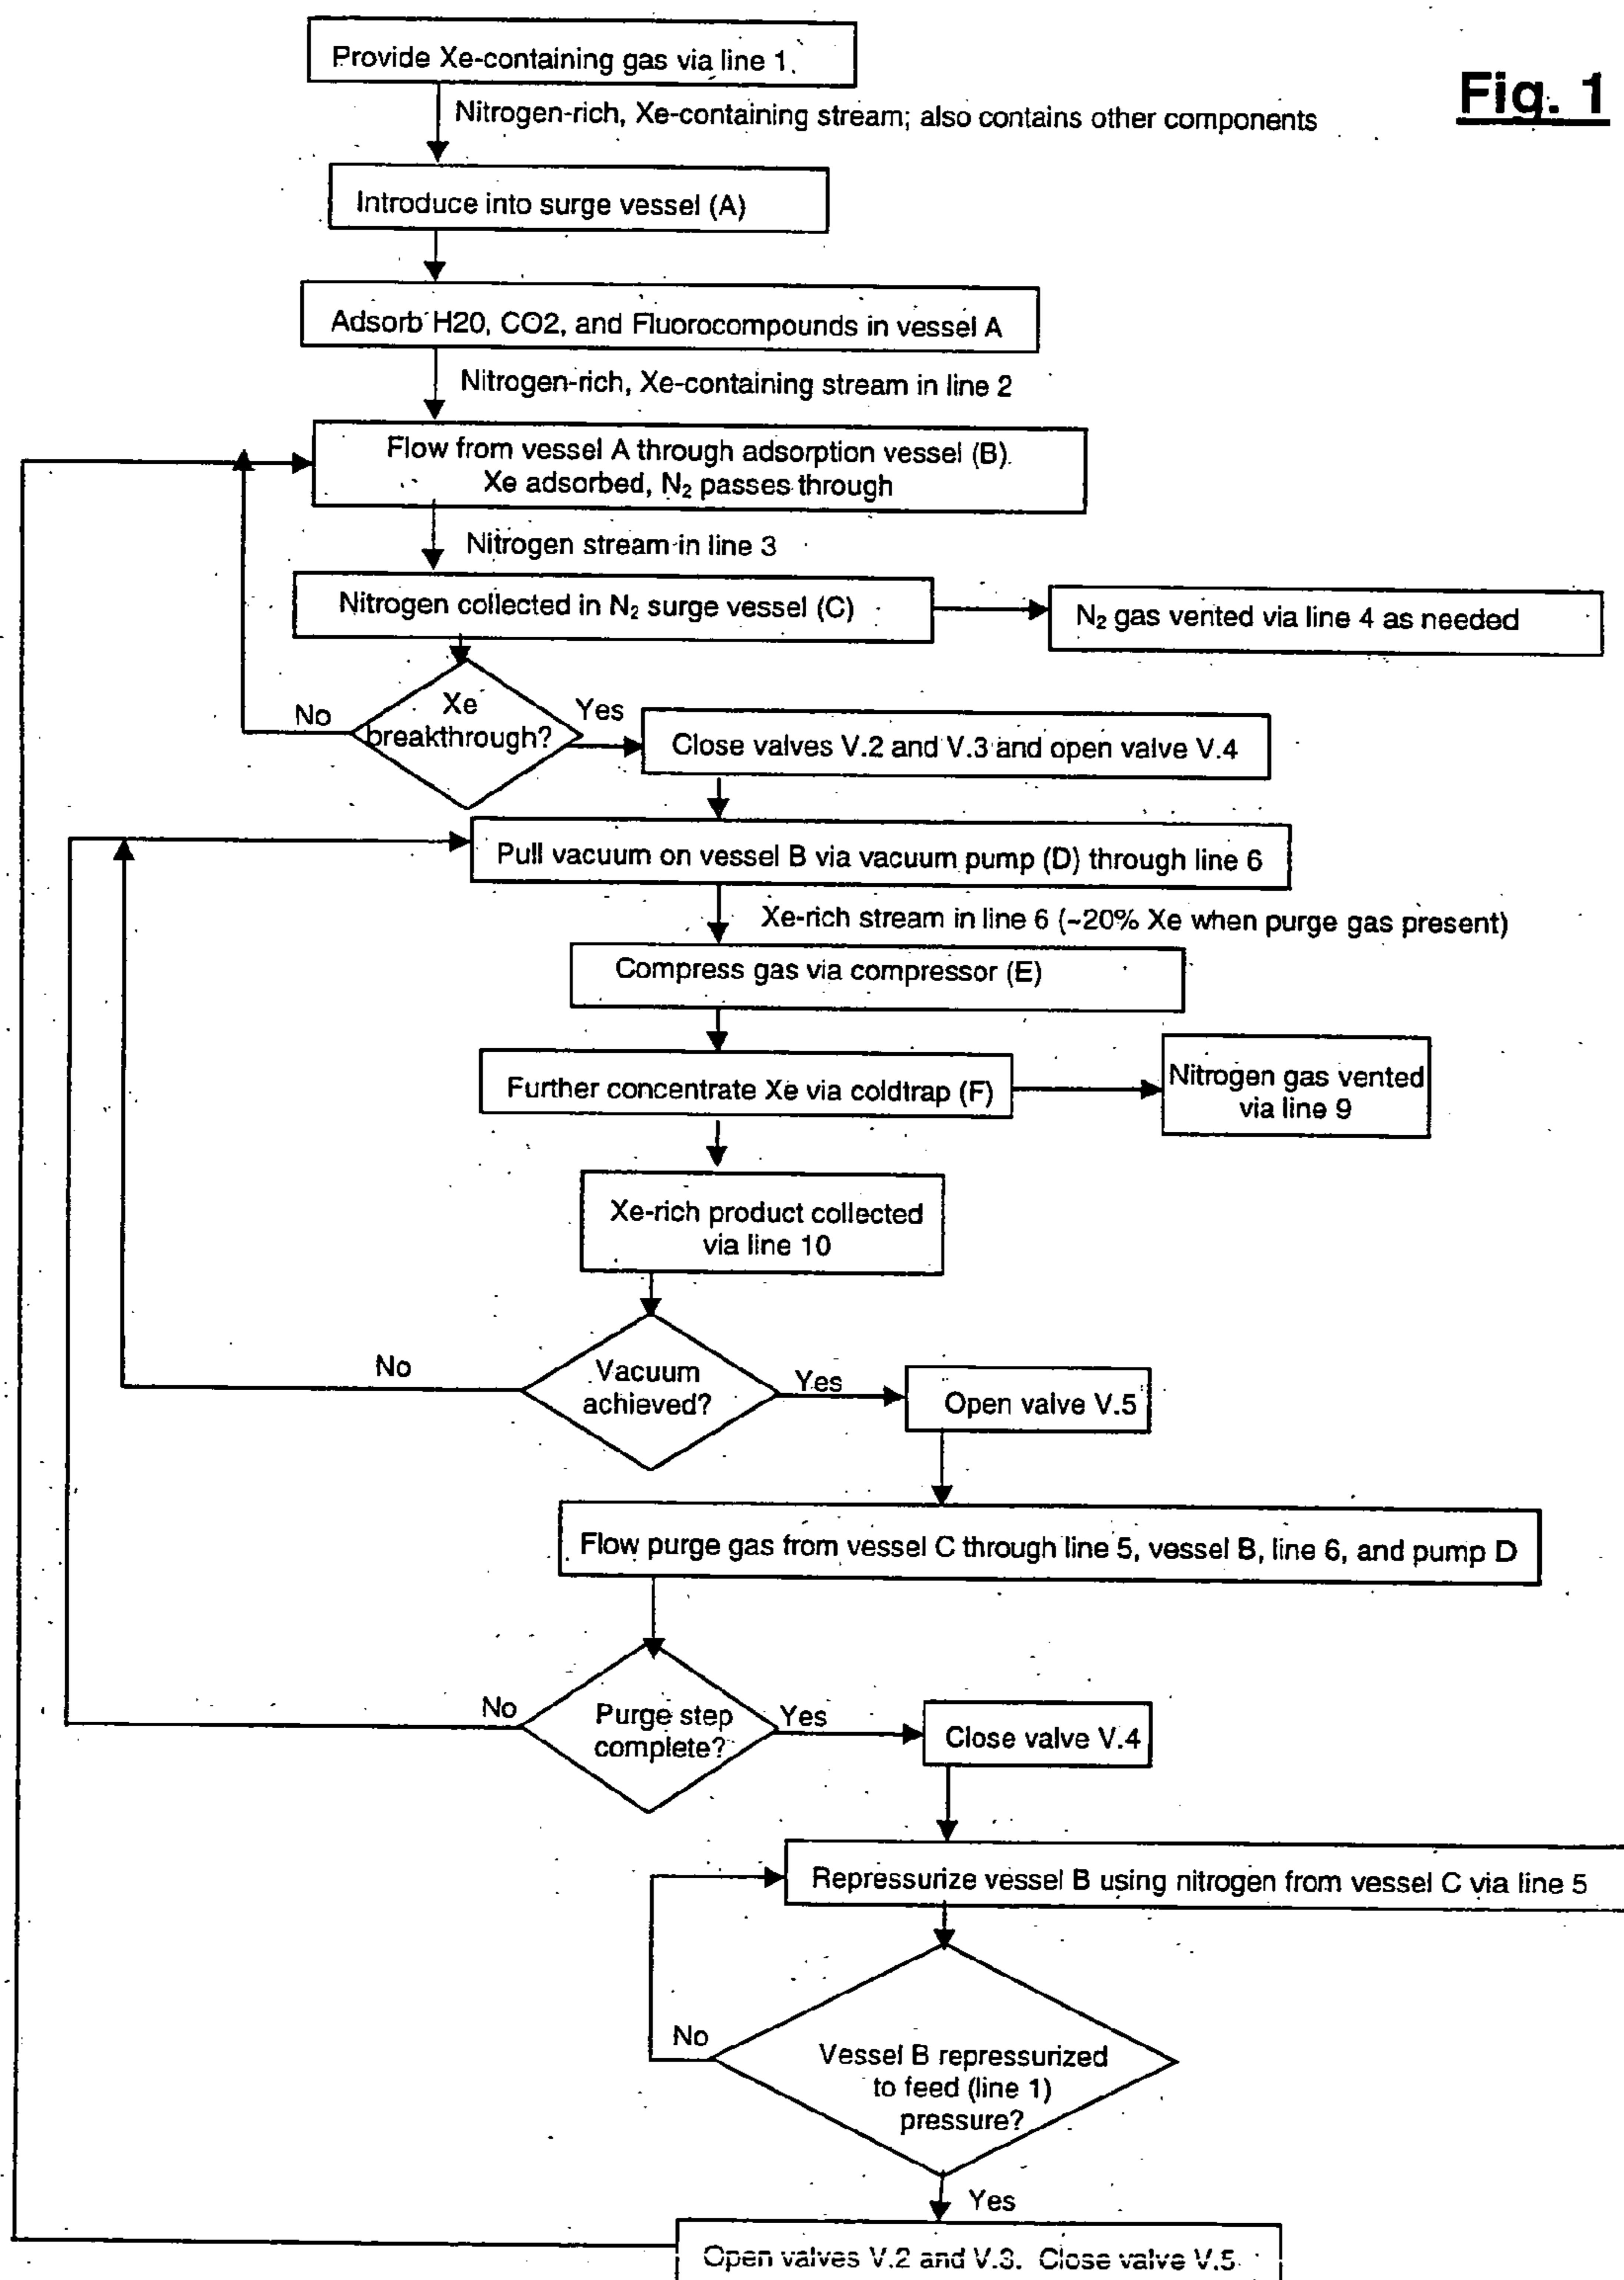 Provide Xe-containing gas via line 1.
Fig. 1
Nitrogen-rich, Xe-containing stream; also contains other components
Introduce into surge vessel (A)
Adsorb H20, CO2, and Fluorocompounds in vessel A
Nitrogen-rich, Xe-containing stream in line 2
Flow from vessel A through adsorption vessel (B).
Xe adsorbed, N₂ passes through
Nitrogen stream in line 3
Nitrogen collected in N₂ surge vessel (C)
N₂ gas vented via line 4 as needed
Xe
breakthrough?
No
Yes
Close valves V.2 and V.3 and open valve V.4
Pull vacuum on vessel B via vacuum pump (D) through line 6
Xe-rich stream in line 6 (~20% Xe when purge gas present)
Compress gas via compressor (E)
Further concentrate Xe via coldtrap (F)
Nitrogen gas vented
via line 9
Xe-rich product collected
via line 10
Vacuum
achieved?
No
Yes
Open valve V.5
Flow purge gas from vessel C through line 5, vessel B, line 6, and pump D
Purge step
complete?
No
Yes
Close valve V.4
Repressurize vessel B using nitrogen from vessel C via line 5
No
Vessel B repressurized
to feed (line 1)
pressure?
Yes
Open valves V.2 and V.3. Close valve V.5